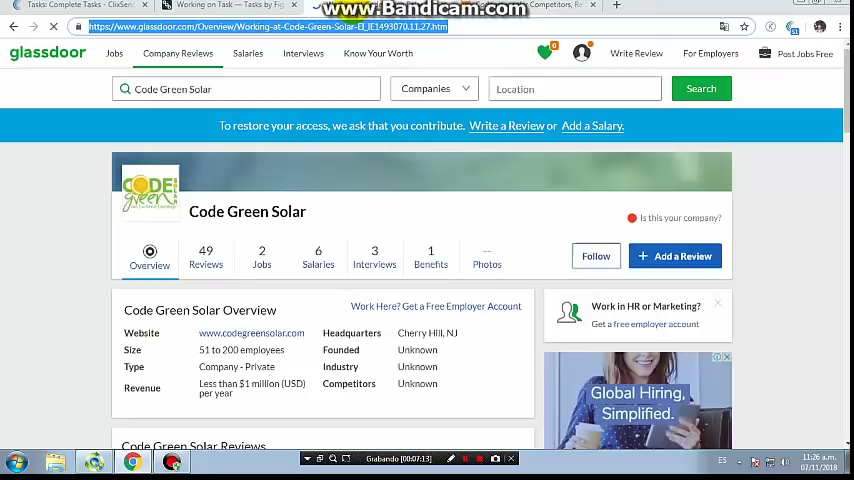 www.Bandicam.com
Tasks: Complete Tasks - ClixSen
Working on Task — Tasks by Fig
Competitors, Rev
https://www.glassdoor.com/Overview/Working-at-Code-Green-Solar-EI_IE1493070.11,27.htm
glassdoor
Jobs
Company Reviews
Salaries
Interviews
Know Your Worth
0
Write Review
For Employers
Post Jobs Free
Code Green Solar
Companies
Location
Search
To restore your access, we ask that you contribute. Write a Review or Add a Salary.
CODE
green
Code Green Solar
Is this your company?
Overview
49
Reviews
2
Jobs
6
Salaries
3
Interviews
1
Benefits
--
Photos
Follow
+ Add a Review
Code Green Solar Overview
Work Here? Get a Free Employer Account
Website www.codegreensolar.com Headquarters Cherry Hill, NJ
Size 51 to 200 employees Founded Unknown
Type Company - Private Industry Unknown
Revenue Less than $1 million (USD) per year Competitors Unknown
Work in HR or Marketing?
Get a free employer account
Global Hiring,
Simplified.
Code Green Solar Reviews
Grabando [00:07:13]
ES
11:26 a.m.
07/11/2018